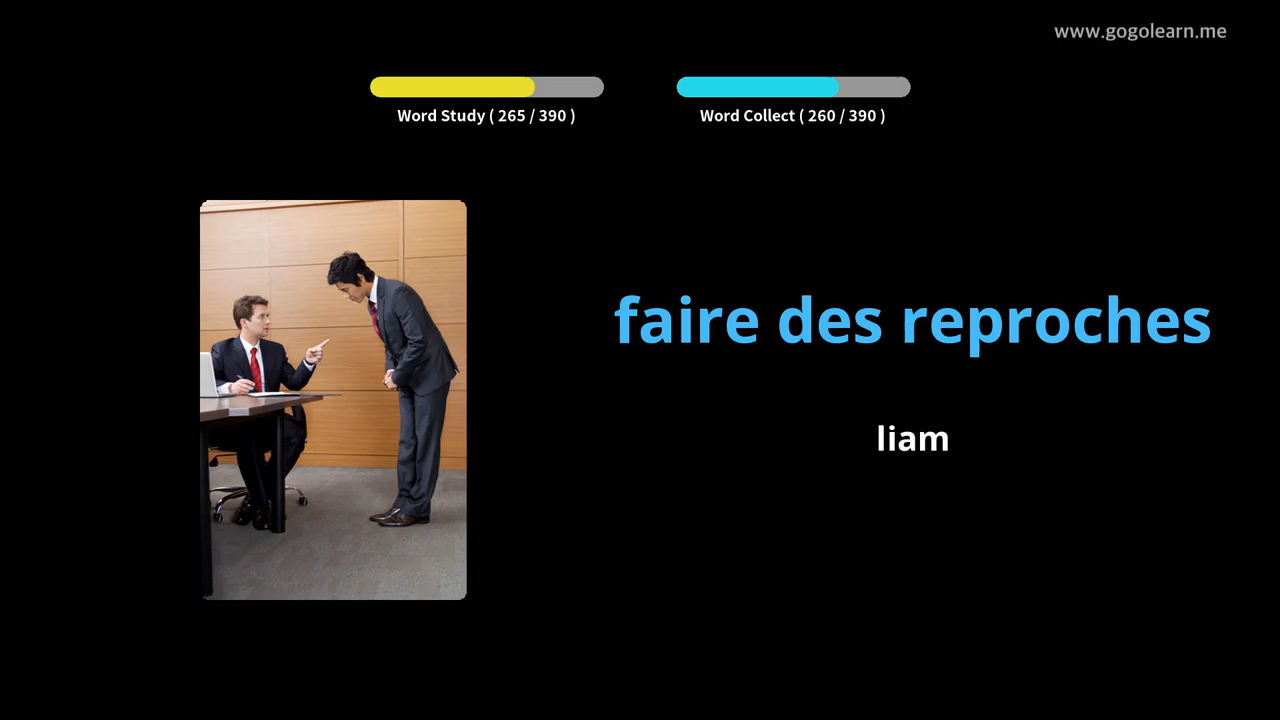 www.gogolearn.me
Word Study ( 265 / 390 )
Word Collect ( 260 / 390 )
faire des reproches
liam